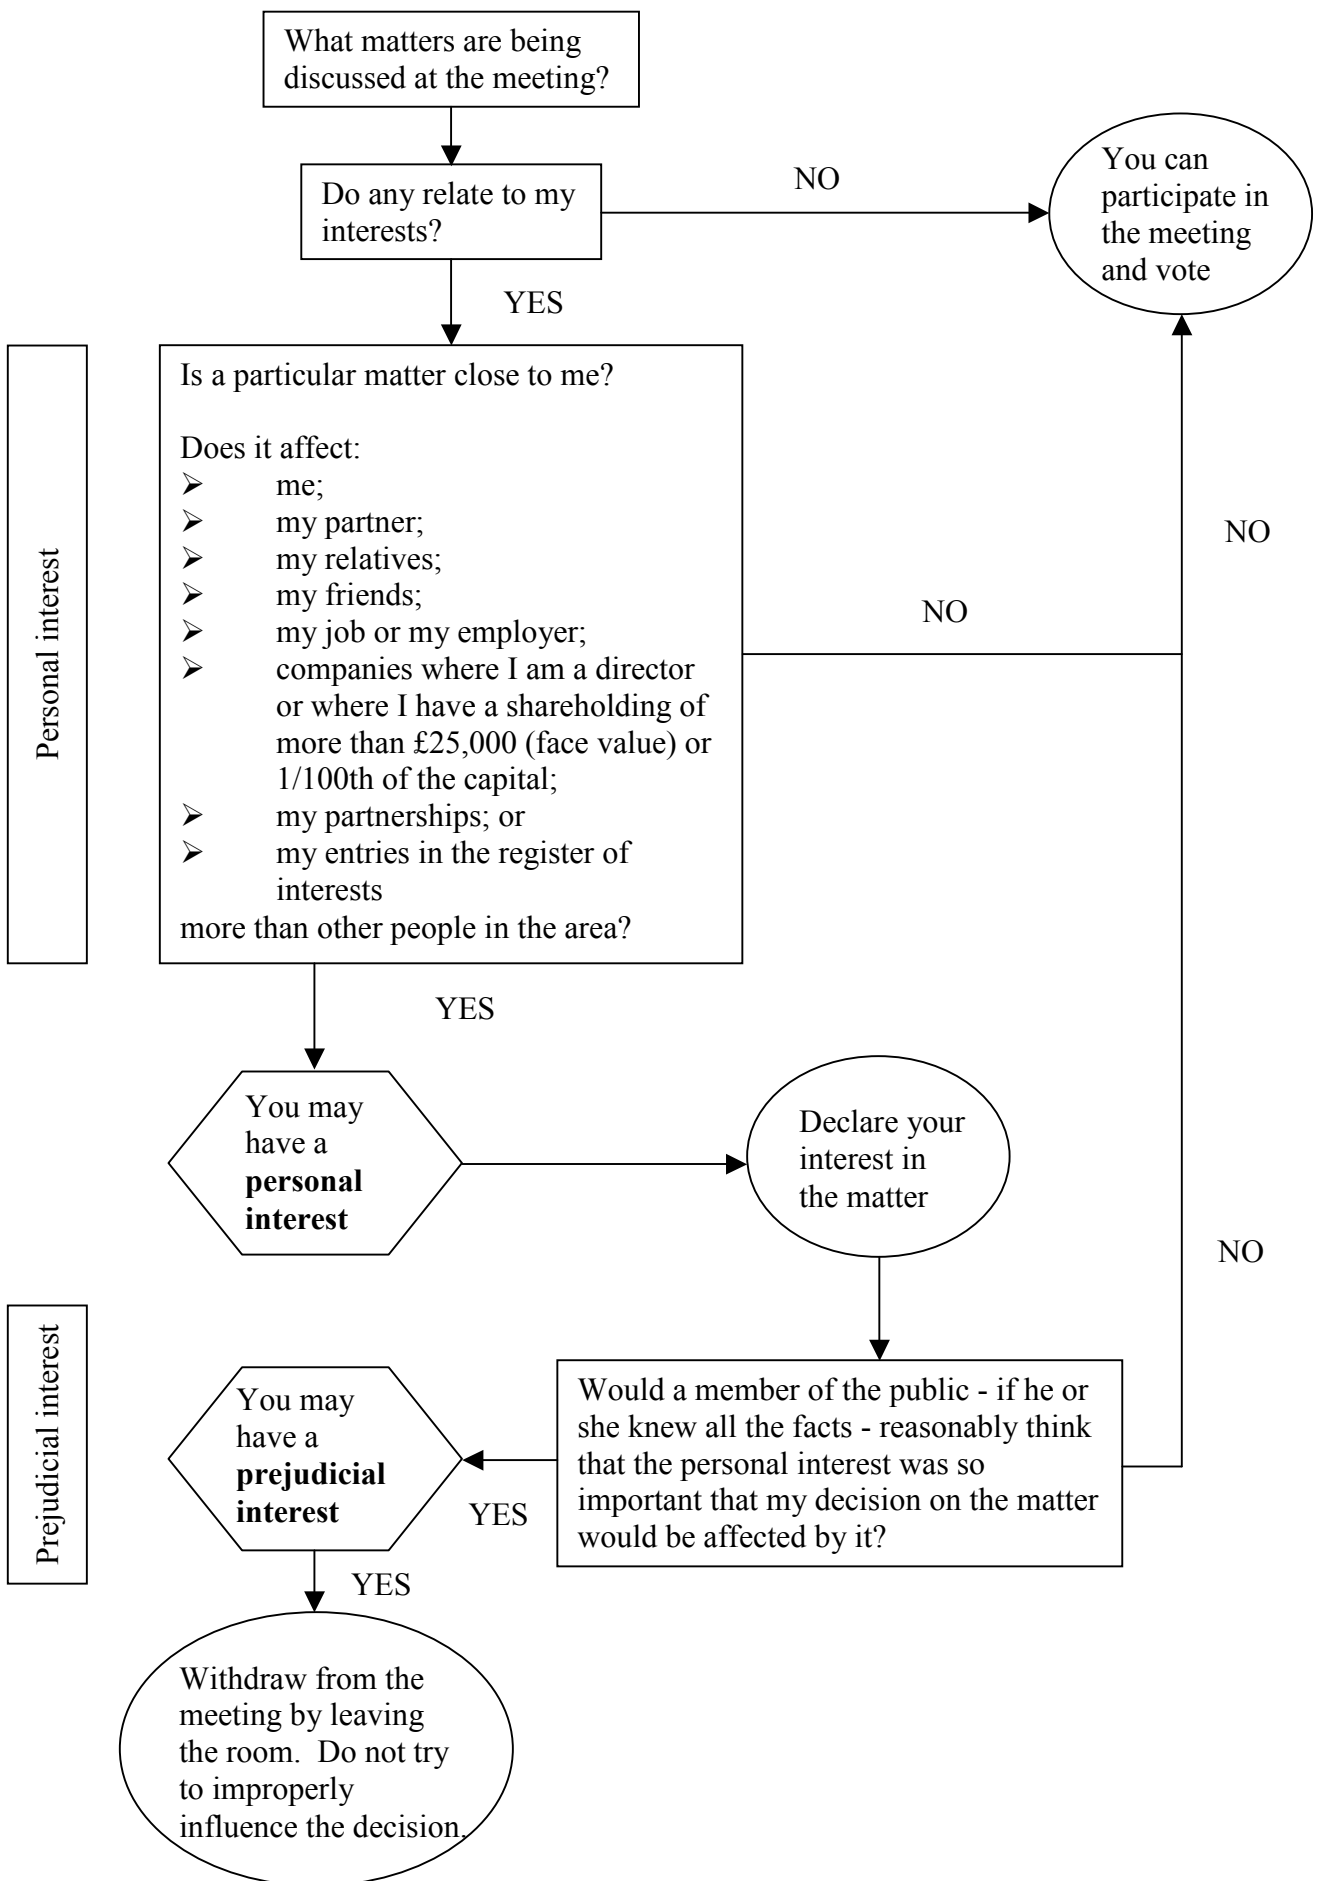 What matters are being
discussed at the meeting?
Do any relate to my
interests?
NO
You can
participate in
the meeting
and vote
YES
Personal interest
Is a particular matter close to me?
Does it affect:
➢ me;
➢ my partner;
➢ my relatives;
➢ my friends;
➢ my job or my employer;
➢ companies where I am a director
or where I have a shareholding of
more than £25,000 (face value) or
1/100th of the capital;
➢ my partnerships; or
➢ my entries in the register of
interests
more than other people in the area?
NO
NO
YES
You may
have a
personal
interest
Declare your
interest in
the matter
NO
Prejudicial interest
You may
have a
prejudicial
interest
YES
Would a member of the public - if he or
she knew all the facts - reasonably think
that the personal interest was so
important that my decision on the matter
would be affected by it?
YES
Withdraw from the
meeting by leaving
the room.  Do not try
to improperly
influence the decision.